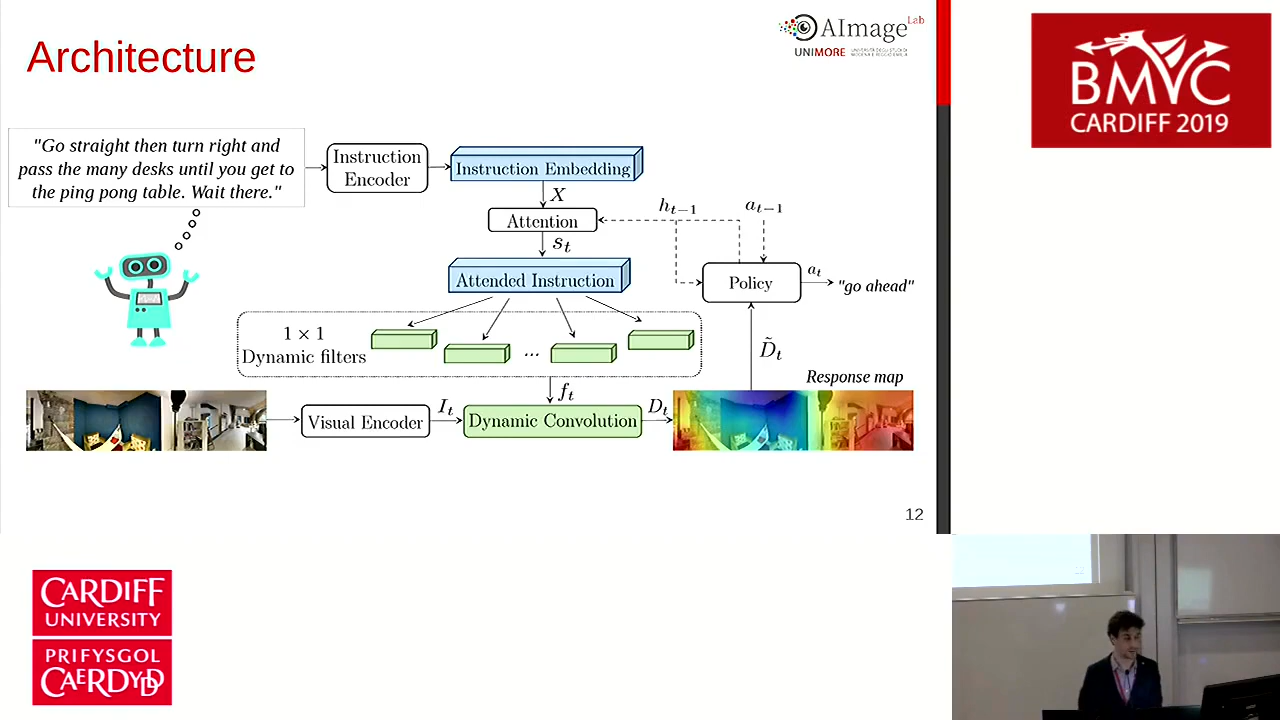 Architecture
AImage Lab
UNIMORE
BMVC
CARDIFF 2019
"Go straight then turn right and
pass the many desks until you get to
the ping pong table. Wait there."
Instruction
Encoder
Instruction Embedding
X
Attention
h_{t−1}
a_{t−1}
s_t
Attended Instruction
Policy
a_t
"go ahead"
1 × 1
Dynamic filters
...
D̃_t
Response map
f_t
Visual Encoder
I_t
Dynamic Convolution
D_t
12
CARDIFF
UNIVERSITY
PRIFYSGOL
CAERDYDD